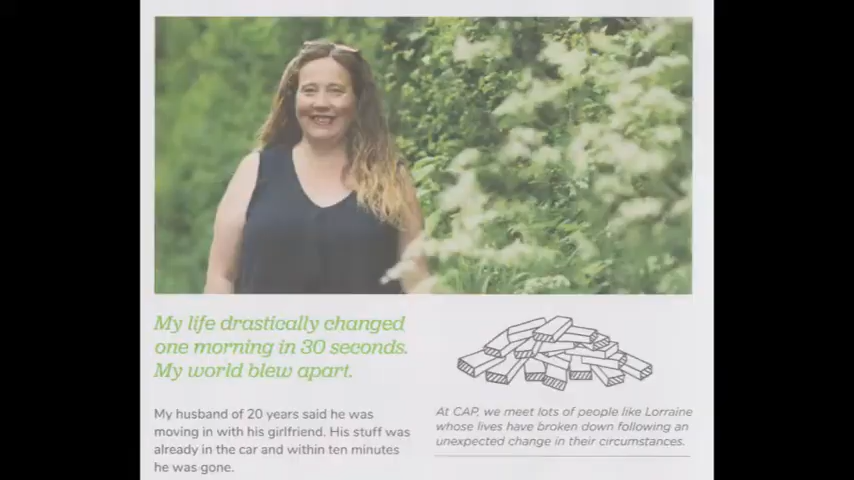 My life drastically changed
one morning in 30 seconds.
My world blew apart.
My husband of 20 years said he was
moving in with his girlfriend. His stuff was
already in the car and within ten minutes
he was gone.
At CAP, we meet lots of people like Lorraine
whose lives have broken down following an
unexpected change in their circumstances.